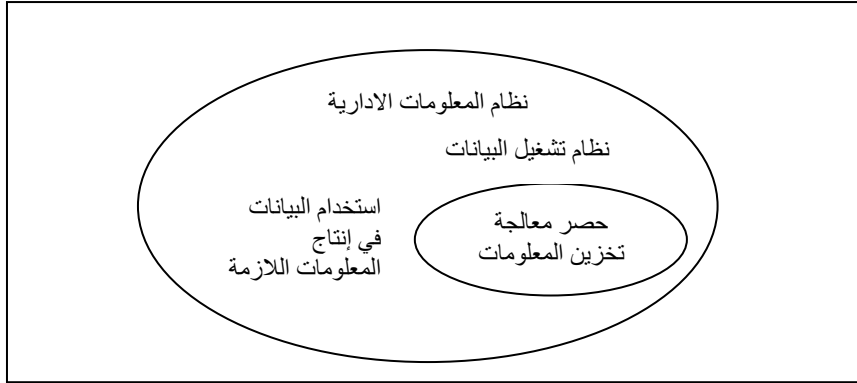 نظام المعلومات الادارية
نظام تشغيل البيانات
حصر معالجة
تخزين المعلومات
استخدام البيانات
في إنتاج
المعلومات اللازمة